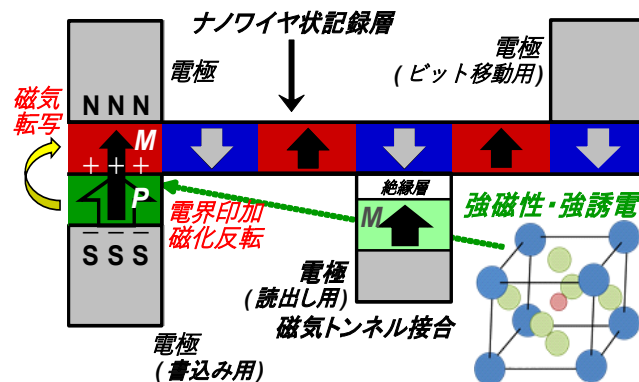 ナノワイヤ状記録層
電極
電極
(ビット移動用)
磁気
転写
N N N
M
+ + +
P
S S S
電界印加
磁化反転
絶縁層
M
強磁性・強誘電
電極
(読出し用)
磁気トンネル接合
電極
(書込み用)